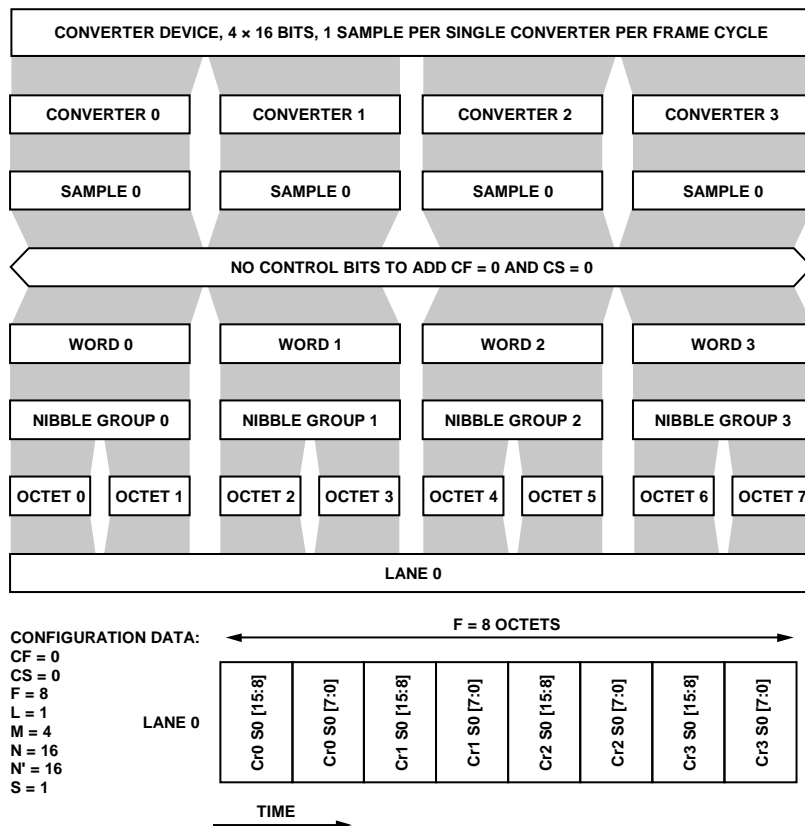 CONVERTER DEVICE, 4 × 16 BITS, 1 SAMPLE PER SINGLE CONVERTER PER FRAME CYCLE
CONVERTER 0 CONVERTER 1 CONVERTER 2 CONVERTER 3
SAMPLE 0 SAMPLE 0 SAMPLE 0 SAMPLE 0
NO CONTROL BITS TO ADD CF = 0 AND CS = 0
WORD 0 WORD 1 WORD 2 WORD 3
NIBBLE GROUP 0 NIBBLE GROUP 1 NIBBLE GROUP 2 NIBBLE GROUP 3
OCTET 0 OCTET 1 OCTET 2 OCTET 3 OCTET 4 OCTET 5 OCTET 6 OCTET 7
LANE 0
CONFIGURATION DATA:
CF = 0
CS = 0
F = 8
L = 1
M = 4
N = 16
N' = 16
S = 1
F = 8 OCTETS
LANE 0
Cr0 S0 [15:8]
Cr0 S0 [7:0]
Cr1 S0 [15:8]
Cr1 S0 [7:0]
Cr2 S0 [15:8]
Cr2 S0 [7:0]
Cr3 S0 [15:8]
Cr3 S0 [7:0]
TIME